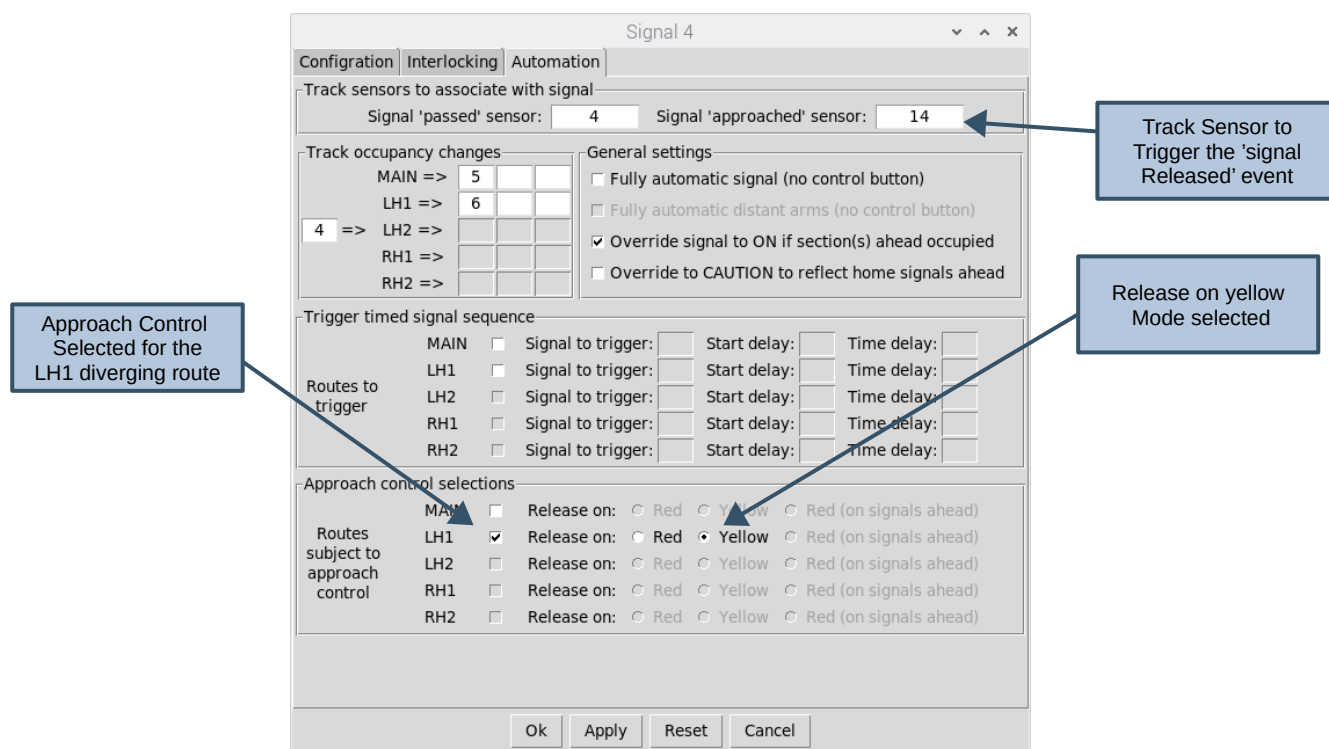 Signal 4
Configration Interlocking Automation
Track sensors to associate with signal
Signal 'passed' sensor: 4 Signal 'approached' sensor: 14
Track Sensor to
Trigger the ’signal
Released’ event
Track occupancy changes
MAIN => 5
LH1 => 6
4 => LH2 =>
RH1 =>
RH2 =>
General settings
Fully automatic signal (no control button)
Fully automatic distant arms (no control button)
Override signal to ON if section(s) ahead occupied
Override to CAUTION to reflect home signals ahead
Release on yellow
Mode selected
Approach Control
Selected for the
LH1 diverging route
Trigger timed signal sequence
Routes to
trigger
MAIN Signal to trigger: Start delay: Time delay:
LH1 Signal to trigger: Start delay: Time delay:
LH2 Signal to trigger: Start delay: Time delay:
RH1 Signal to trigger: Start delay: Time delay:
RH2 Signal to trigger: Start delay: Time delay:
Approach control selections
Routes
subject to
approach
control
MAIN Release on: Red Yellow Red (on signals ahead)
LH1 Release on: Red Yellow Red (on signals ahead)
LH2 Release on: Red Yellow Red (on signals ahead)
RH1 Release on: Red Yellow Red (on signals ahead)
RH2 Release on: Red Yellow Red (on signals ahead)
Ok Apply Reset Cancel